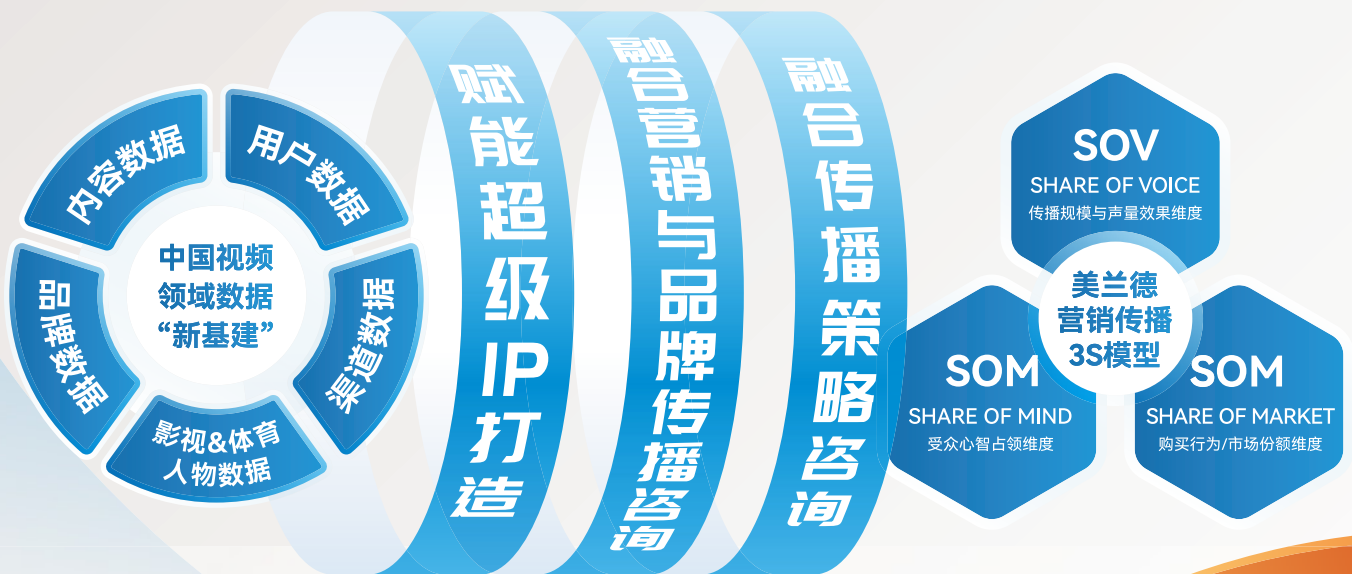 内容数据
用户数据
品牌数据
渠道数据
影视&体育
人物数据
中国视频
领域数据
“新基建”
赋能超级IP打造
融合营销与品牌传播咨询
融合传播策略咨询
SOV
SHARE OF VOICE
传播规模与声量效果维度
美兰德
营销传播
3S模型
SOM
SHARE OF MIND
受众心智占领维度
SOM
SHARE OF MARKET
购买行为/市场份额维度